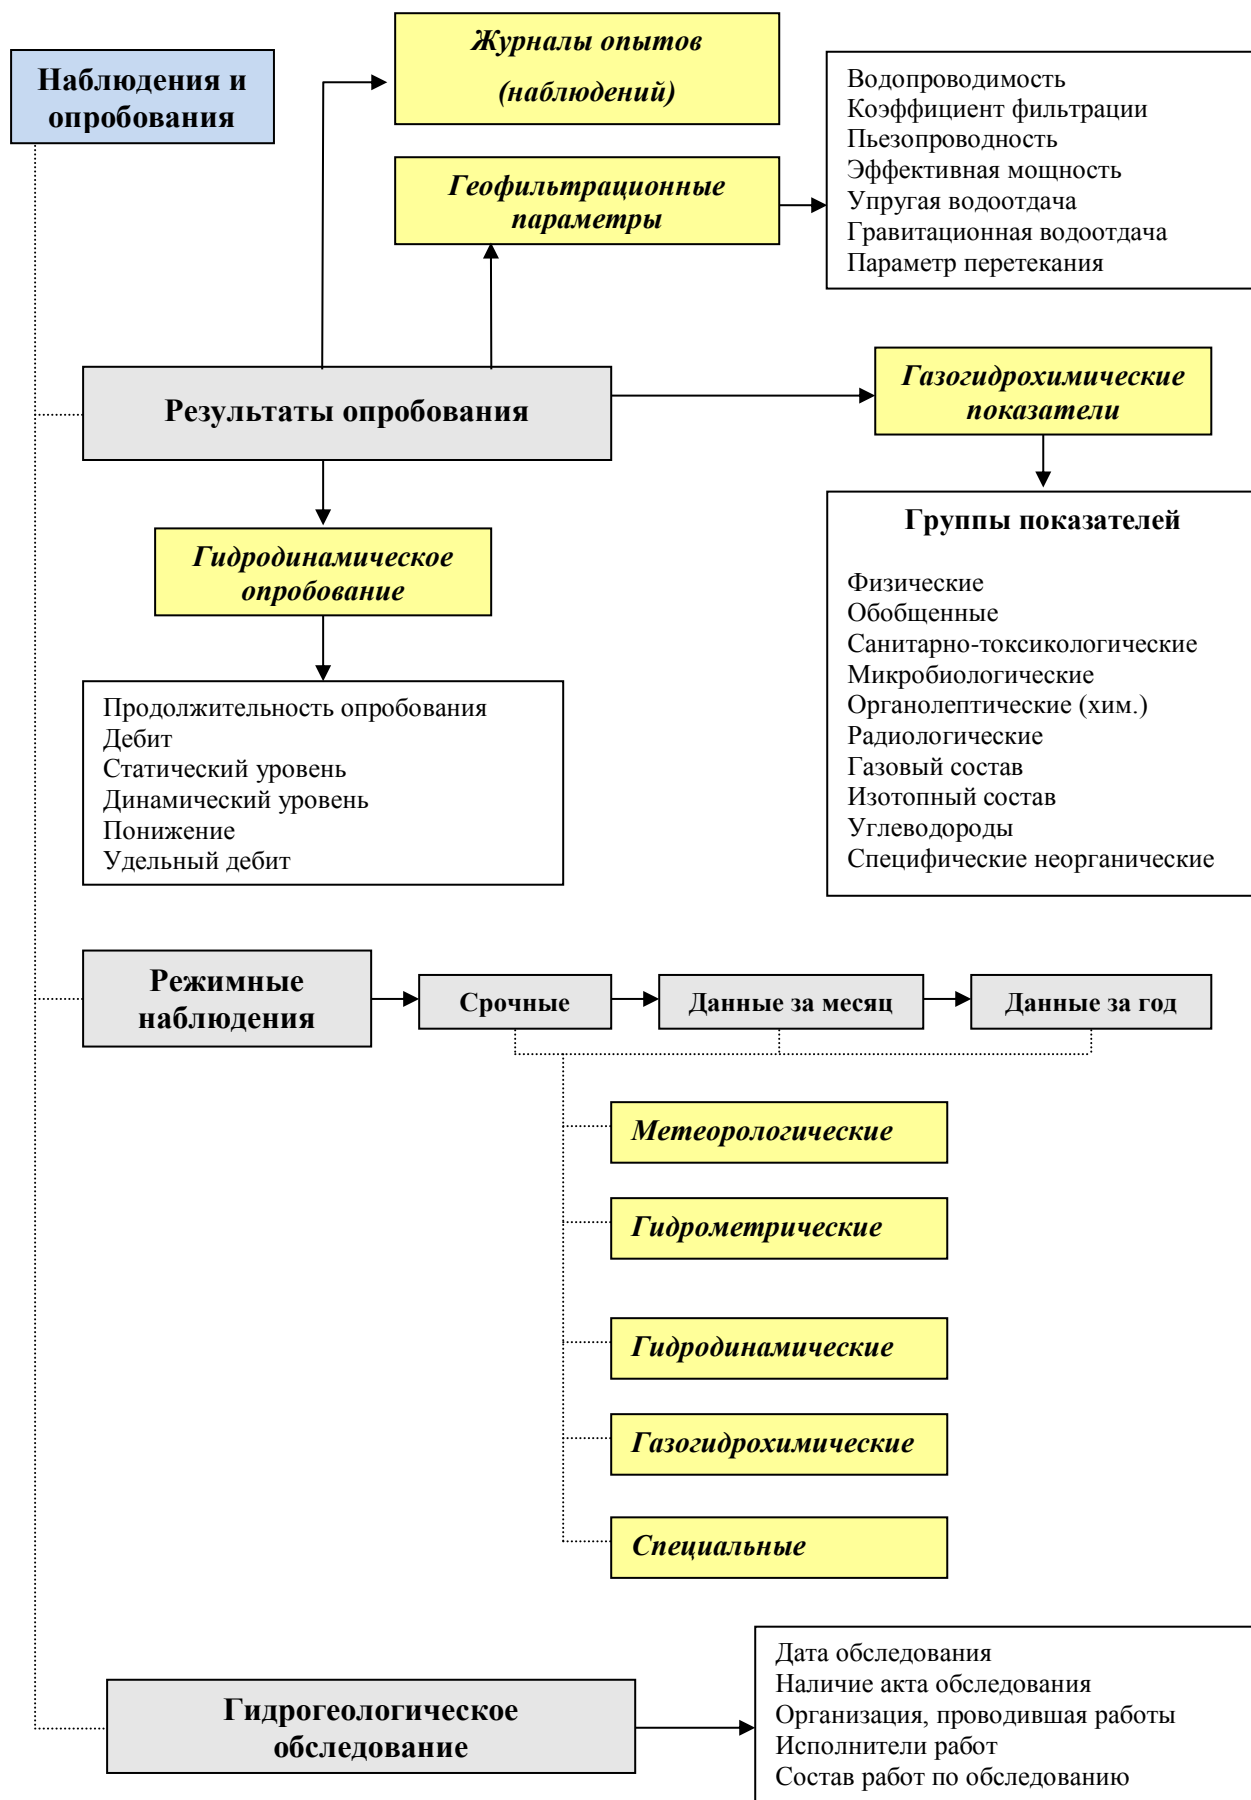 Наблюдения и
опробования
Журналы опытов
(наблюдений)
Геофильтрационные
параметры
Водопроводимость
Коэффициент фильтрации
Пьезопроводность
Эффективная мощность
Упругая водоотдача
Гравитационная водоотдача
Параметр перетекания
Результаты опробования
Газогидрохимические
показатели
Группы показателей
Физические
Обобщенные
Санитарно-токсикологические
Микробиологические
Органолептические (хим.)
Радиологические
Газовый состав
Изотопный состав
Углеводороды
Специфические неорганические
Гидродинамическое
опробование
Продолжительность опробования
Дебит
Статический уровень
Динамический уровень
Понижение
Удельный дебит
Режимные
наблюдения
Срочные
Данные за месяц
Данные за год
Метеорологические
Гидрометрические
Гидродинамические
Газогидрохимические
Специальные
Гидрогеологическое
обследование
Дата обследования
Наличие акта обследования
Организация, проводившая работы
Исполнители работ
Состав работ по обследованию